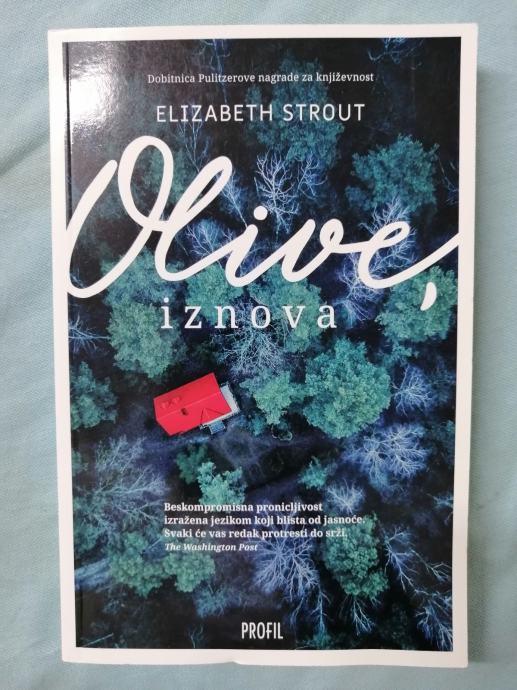 Dobitnica Pulitzerove nagrade za književnost
ELIZABETH STROUT
Olive,
iznova
Beskompromisna pronicljivost
izražena jezikom koji blista od jasnoće.
Svaki će vas redak protresti do srži.
The Washington Post
PROFIL